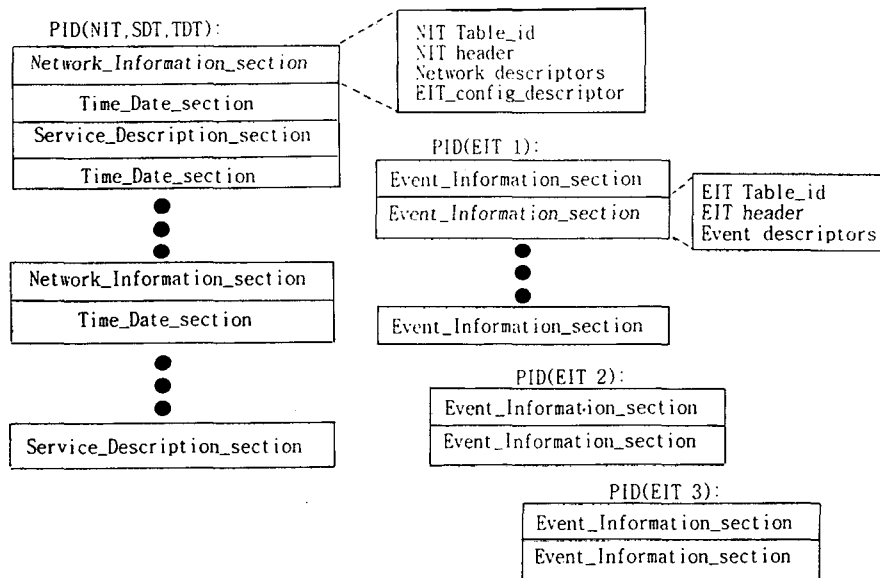 PID(NIT,SDT,TDT):
Network_Information_section
Time_Date_section
Service_Description_section
Time_Date_section
Network_Information_section
Time_Date_section
Service_Description_section
NIT Table_id
NIT header
Network descriptors
EIT_config_descriptor
PID(EIT 1):
Event_Information_section
Event_Information_section
Event_Information_section
EIT Table_id
EIT header
Event descriptors
PID(EIT 2):
Event_Information_section
Event_Information_section
PID(EIT 3):
Event_Information_section
Event_Information_section